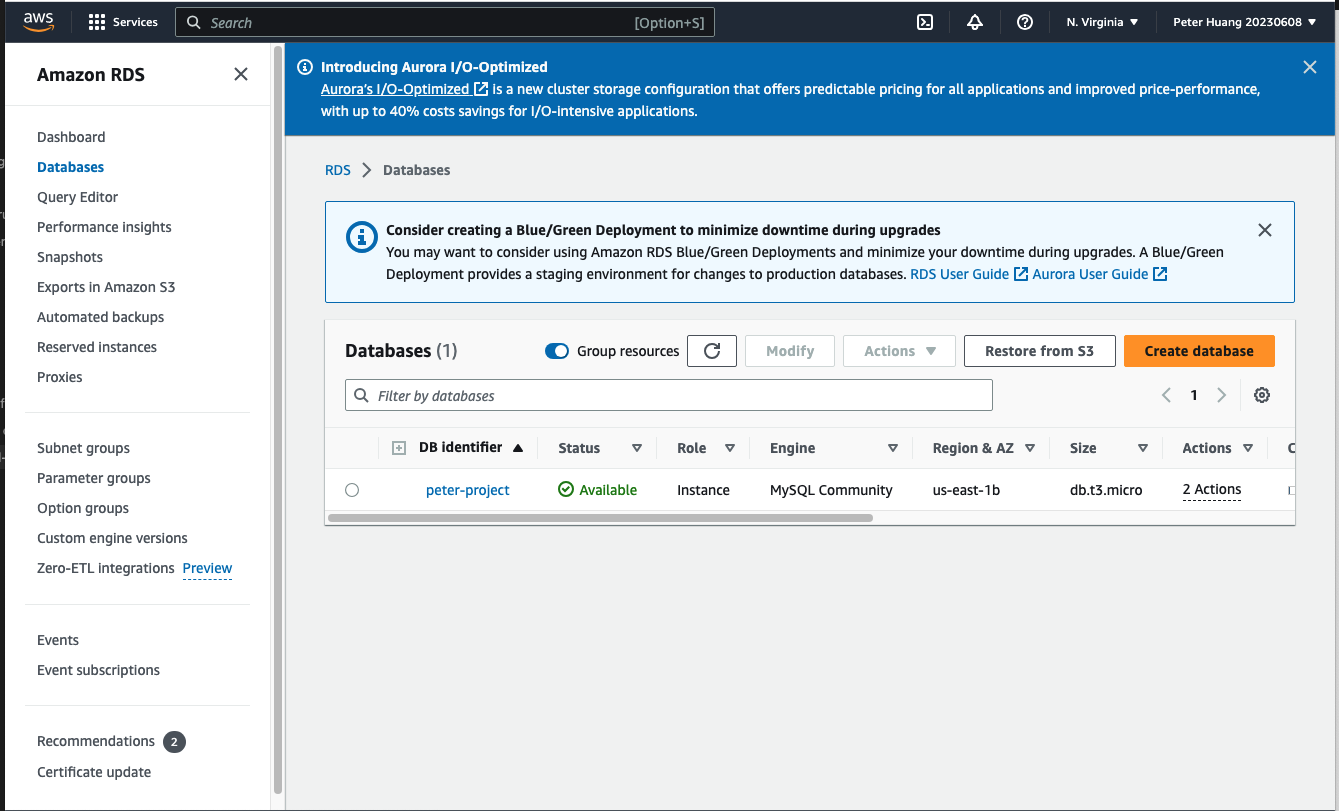 aws
Services
Search
[Option+S]
N. Virginia
Peter Huang 20230608
Amazon RDS
Dashboard
Databases
Query Editor
Performance insights
Snapshots
Exports in Amazon S3
Automated backups
Reserved instances
Proxies
Subnet groups
Parameter groups
Option groups
Custom engine versions
Zero-ETL integrations Preview
Events
Event subscriptions
Recommendations 2
Certificate update
Introducing Aurora I/O-Optimized
Aurora's I/O-Optimized is a new cluster storage configuration that offers predictable pricing for all applications and improved price-performance,
with up to 40% costs savings for I/O-intensive applications.
RDS Databases
Consider creating a Blue/Green Deployment to minimize downtime during upgrades
You may want to consider using Amazon RDS Blue/Green Deployments and minimize your downtime during upgrades. A Blue/Green
Deployment provides a staging environment for changes to production databases. RDS User Guide Aurora User Guide
Databases (1)
Group resources
Modify
Actions
Restore from S3
Create database
Filter by databases
1
DB identifier Status Role Engine Region & AZ Size Actions
peter-project Available Instance MySQL Community us-east-1b db.t3.micro 2 Actions